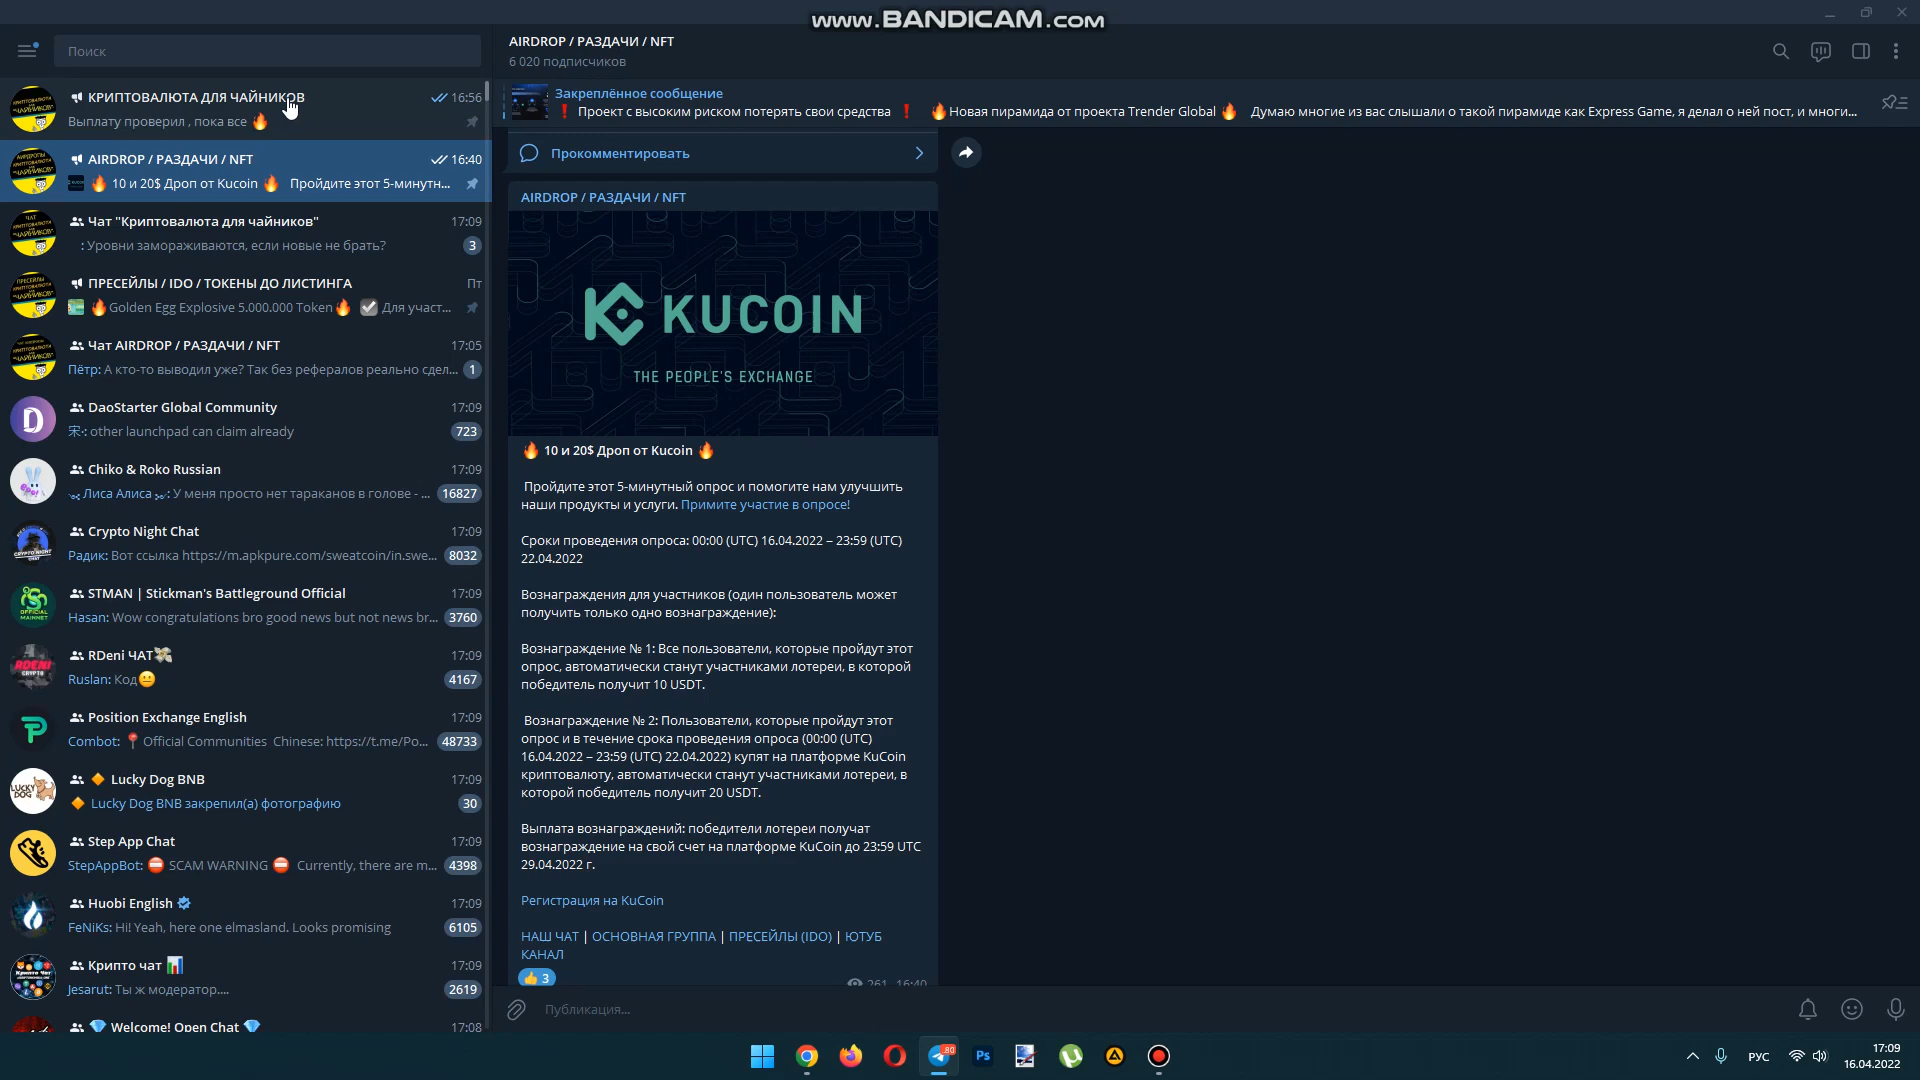 www.BANDICAM.com
Поиск
КРИПТОВАЛЮТА ДЛЯ ЧАЙНИКОВ
16:56
Выплату проверил , пока все 🔥
AIRDROP / РАЗДАЧИ / NFT
16:40
🔥 10 и 20$ Дроп от Kucoin 🔥 Пройдите этот 5-минутн...
Чат "Криптовалюта для чайников"
17:09
: Уровни замораживаются, если новые не брать?
3
ПРЕСЕЙЛЫ / IDO / ТОКЕНЫ ДО ЛИСТИНГА
Пт
🔥Golden Egg Explosive 5.000.000 Token🔥 ☑️ Для участ...
Чат AIRDROP / РАЗДАЧИ / NFT
17:05
Пётр: А кто-то выводил уже? Так без рефералов реально сдел...
1
DaoStarter Global Community
17:09
宋·: other launchpad can claim already
723
Chiko & Roko Russian
17:09
Лиса Алиса : У меня просто нет тараканов в голове - ...
16827
Crypto Night Chat
17:09
Радик: Вот ссылка https://m.apkpure.com/sweatcoin/in.swe...
8032
STMAN | Stickman's Battleground Official
17:09
Hasan: Wow congratulations bro good news but not news br...
3760
RDeni ЧАТ💸
17:09
Ruslan: Код😐
4167
Position Exchange English
17:09
Combot: 📍 Official Communities Chinese: https://t.me/Po...
48733
🔶 Lucky Dog BNB
17:09
🔶 Lucky Dog BNB закрепил(а) фотографию
30
Step App Chat
17:09
StepAppBot: ⛔ SCAM WARNING ⛔ Currently, there are m...
4398
Huobi English
17:09
FeNiKs: Hi! Yeah, here one elmasland. Looks promising
6105
Крипто чат 📊
17:09
Jesarut: Ты ж модератор....
2619
💎 Welcome! Open Chat 💎
17:08
AIRDROP / РАЗДАЧИ / NFT
6 020 подписчиков
Закреплённое сообщение
❗ Проект с высоким риском потерять свои средства ❗ 🔥Новая пирамида от проекта Trender Global 🔥 Думаю многие из вас слышали о такой пирамиде как Express Game, я делал о ней пост, и многи...
Прокомментировать
AIRDROP / РАЗДАЧИ / NFT
KUCOIN
THE PEOPLE'S EXCHANGE
🔥 10 и 20$ Дроп от Kucoin 🔥
Пройдите этот 5-минутный опрос и помогите нам улучшить
наши продукты и услуги. Примите участие в опросе!
Сроки проведения опроса: 00:00 (UTC) 16.04.2022 – 23:59 (UTC)
22.04.2022
Вознаграждения для участников (один пользователь может
получить только одно вознаграждение):
Вознаграждение № 1: Все пользователи, которые пройдут этот
опрос, автоматически станут участниками лотереи, в которой
победитель получит 10 USDT.
Вознаграждение № 2: Пользователи, которые пройдут этот
опрос и в течение срока проведения опроса (00:00 (UTC)
16.04.2022 – 23:59 (UTC) 22.04.2022) купят на платформе KuCoin
криптовалюту, автоматически станут участниками лотереи, в
которой победитель получит 20 USDT.
Выплата вознаграждений: победители лотереи получат
вознаграждение на свой счет на платформе KuCoin до 23:59 UTC
29.04.2022 г.
Регистрация на KuCoin
НАШ ЧАТ | ОСНОВНАЯ ГРУППА | ПРЕСЕЙЛЫ (IDO) | ЮТУБ
КАНАЛ
👍 3
261 16:40
Публикация...
РУС
17:09
16.04.2022